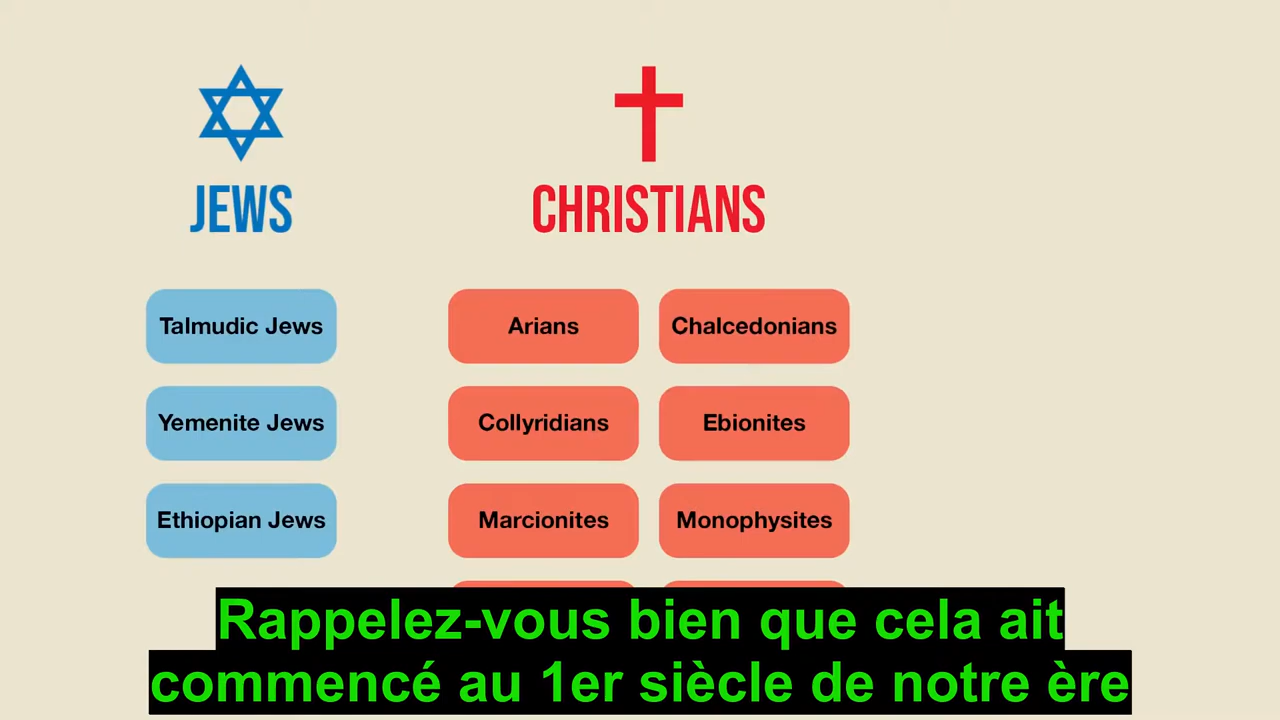 JEWS
CHRISTIANS
Talmudic Jews
Arians
Chalcedonians
Yemenite Jews
Collyridians
Ebionites
Ethiopian Jews
Marcionites
Monophysites
Rappelez-vous bien que cela ait
commencé au 1er siècle de notre ère